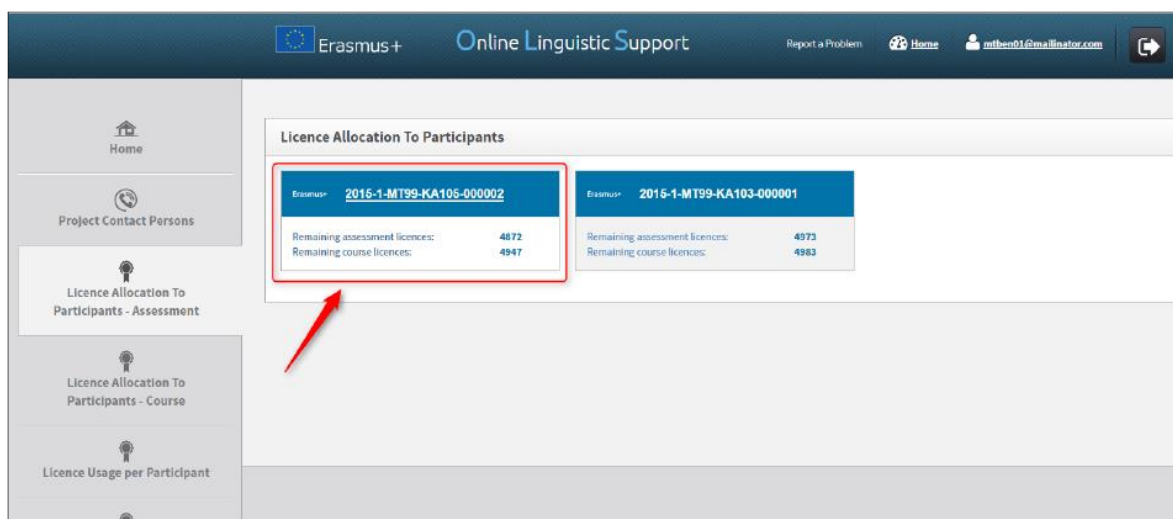 Erasmus+
Online Linguistic Support
Report a Problem
Home
mtben01@mailinator.com
Home
Project Contact Persons
Licence Allocation To
Participants - Assessment
Licence Allocation To
Participants - Course
Licence Usage per Participant
Licence Allocation To Participants
Erasmus+ 2015-1-MT99-KA105-000002
Remaining assessment licences: 4872
Remaining course licences: 4947
Erasmus+ 2015-1-MT99-KA103-000001
Remaining assessment licences: 4973
Remaining course licences: 4983